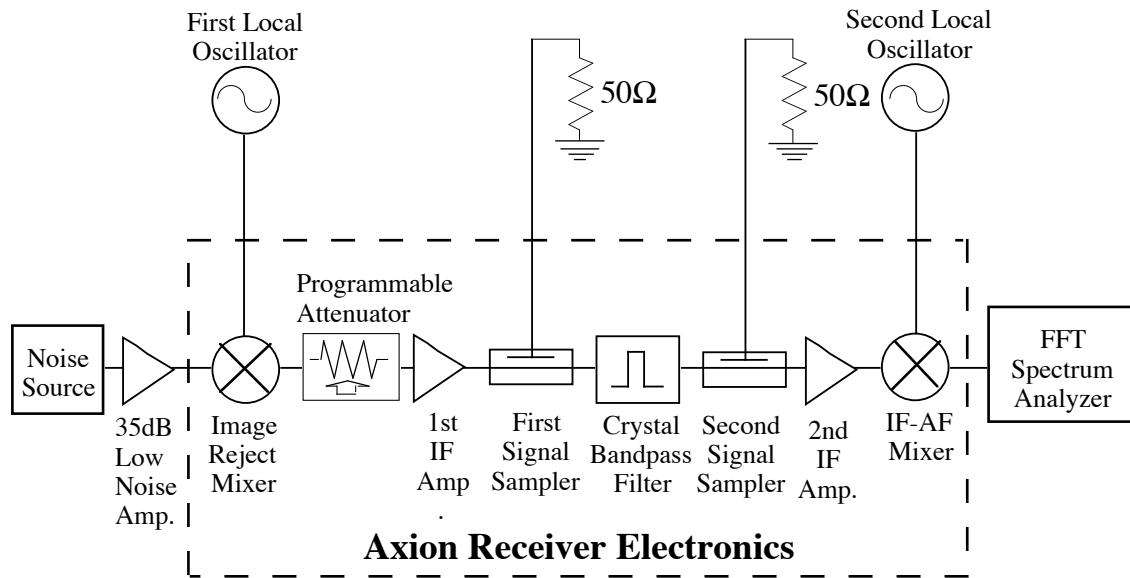 First Local
Oscillator
50Ω
50Ω
Second Local
Oscillator
Programmable
Attenuator
Noise
Source
FFT
Spectrum
Analyzer
35dB
Low
Noise
Amp.
Image
Reject
Mixer
1st
IF
Amp
.
First
Signal
Sampler
Crystal
Bandpass
Filter
Second
Signal
Sampler
2nd
IF
Amp.
IF-AF
Mixer
Axion Receiver Electronics